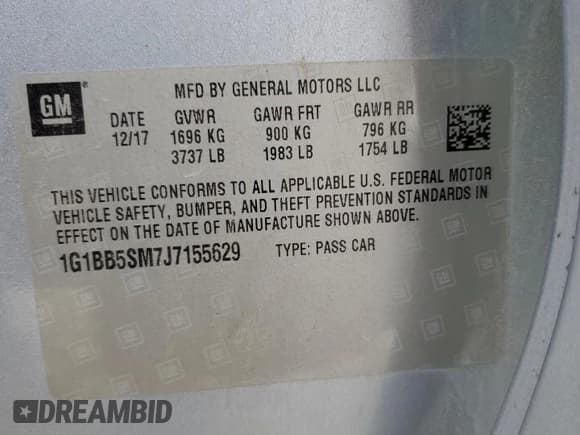 GM
®
MFD BY GENERAL MOTORS LLC
DATE GVWR GAWR FRT GAWR RR
12/17 1696 KG 900 KG 796 KG
3737 LB 1983 LB 1754 LB
THIS VEHICLE CONFORMS TO ALL APPLICABLE U.S. FEDERAL MOTOR
VEHICLE SAFETY, BUMPER, AND THEFT PREVENTION STANDARDS IN
EFFECT ON THE DATE OF MANUFACTURE SHOWN ABOVE.
1G1BB5SM7J7155629 TYPE: PASS CAR
DREAMBID